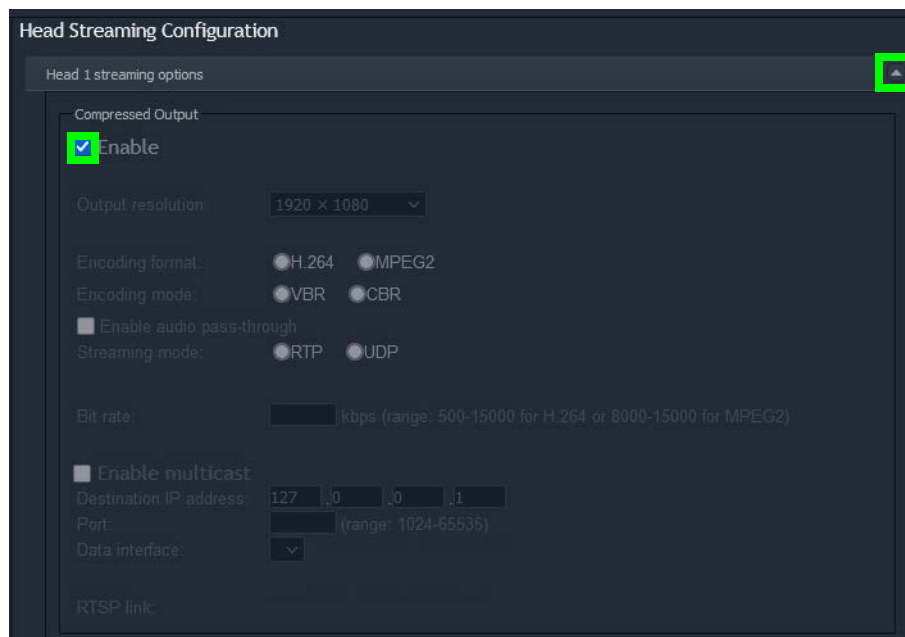 Head Streaming Configuration
Head 1 streaming options
Compressed Output
Enable
Output resolution: 1920 × 1080
Encoding format: H.264 MPEG2
Encoding mode: VBR CBR
Enable audio pass-through
Streaming mode: RTP UDP
Bit rate: kbps (range: 500-15000 for H.264 or 8000-15000 for MPEG2)
Enable multicast
Destination IP address: 127 .0 .0 .1
Port: (range: 1024-65535)
Data interface:
RTSP link: